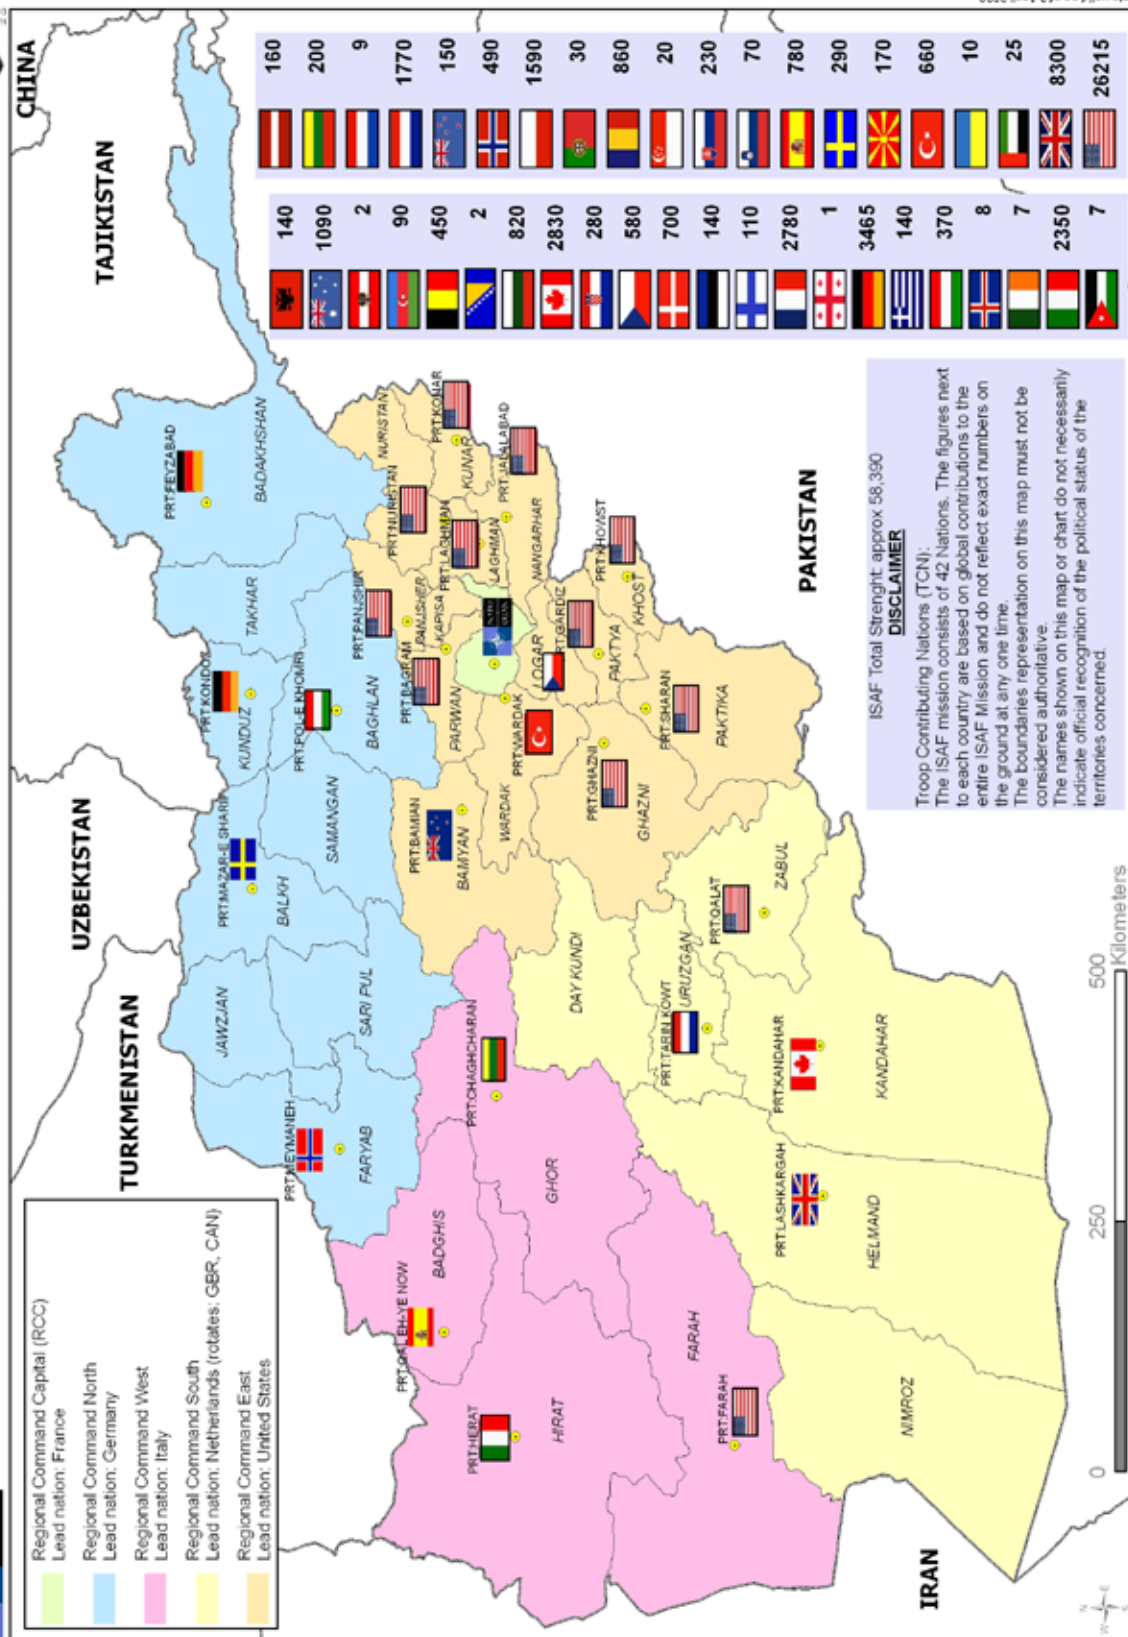 Regional Command Capital (RCC)
Lead nation: France
Regional Command North
Lead nation: Germany
Regional Command West
Lead nation: Italy
Regional Command South
Lead nation: Netherlands (rotates: GBR, CAN)
Regional Command East
Lead nation: United States
TURKMENISTAN
UZBEKISTAN
TAJIKISTAN
CHINA
PAKISTAN
IRAN
PRT:FEYZABAD
BADAKHSHAN
TAKHAR
PRT:KONDOZ
KUNDUZ
PRT:POL-E KHOMRI
BAGHLAN
PRT:MAZAR-E SHARIF
BALKH
SAMANGAN
JAWZJAN
SARI PUL
PRT:MEYMANEH
FARYAB
PRT:QALEH-YE NOW
BADGHIS
PRT:HERAT
HIRAT
PRT:CHAGHCHARAN
GHOR
PRT:FARAH
FARAH
NIMROZ
PRT:LASHKARGAH
HELMAND
PRT:KANDAHAR
KANDAHAR
PRT:TARIN KOWT
URUZGAN
DAY KUNDI
PRT:QALAT
ZABUL
PRT:BAMIAN
BAMYAN
PRT:WARDAK
WARDAK
PRT:GHAZNI
GHAZNI
PRT:SHARAN
PAKTIKA
PRT:GARDIZ
PAKTYA
PRT:KHOWST
KHOST
LOGAR
PRT:BAGRAM
PARWAN
PRT:PANJSHIR
PANJSHER
KAPISA
PRT:LAGHMAN
LAGHMAN
PRT:NURISTAN
NURISTAN
PRT:KONAR
KUNAR
PRT:JALALABAD
NANGARHAR
140
1090
2
90
450
2
820
2830
280
580
700
140
110
2780
1
3465
140
370
8
7
2350
7
160
200
9
1770
150
490
1590
30
860
20
230
70
780
290
170
660
10
25
8300
26215
ISAF Total Strenght: approx 58,390
DISCLAIMER
Troop Contributing Nations (TCN):
The ISAF mission consists of 42 Nations. The figures next
to each country are based on global contributions to the
entire ISAF Mission and do not reflect exact numbers on
the ground at any one time.
The boundaries representation on this map must not be
considered authoritative.
The names shown on this map or chart do not necessarily
indicate official recognition of the political status of the
territories concerned.
0 250 500
Kilometers
N
E
S
W